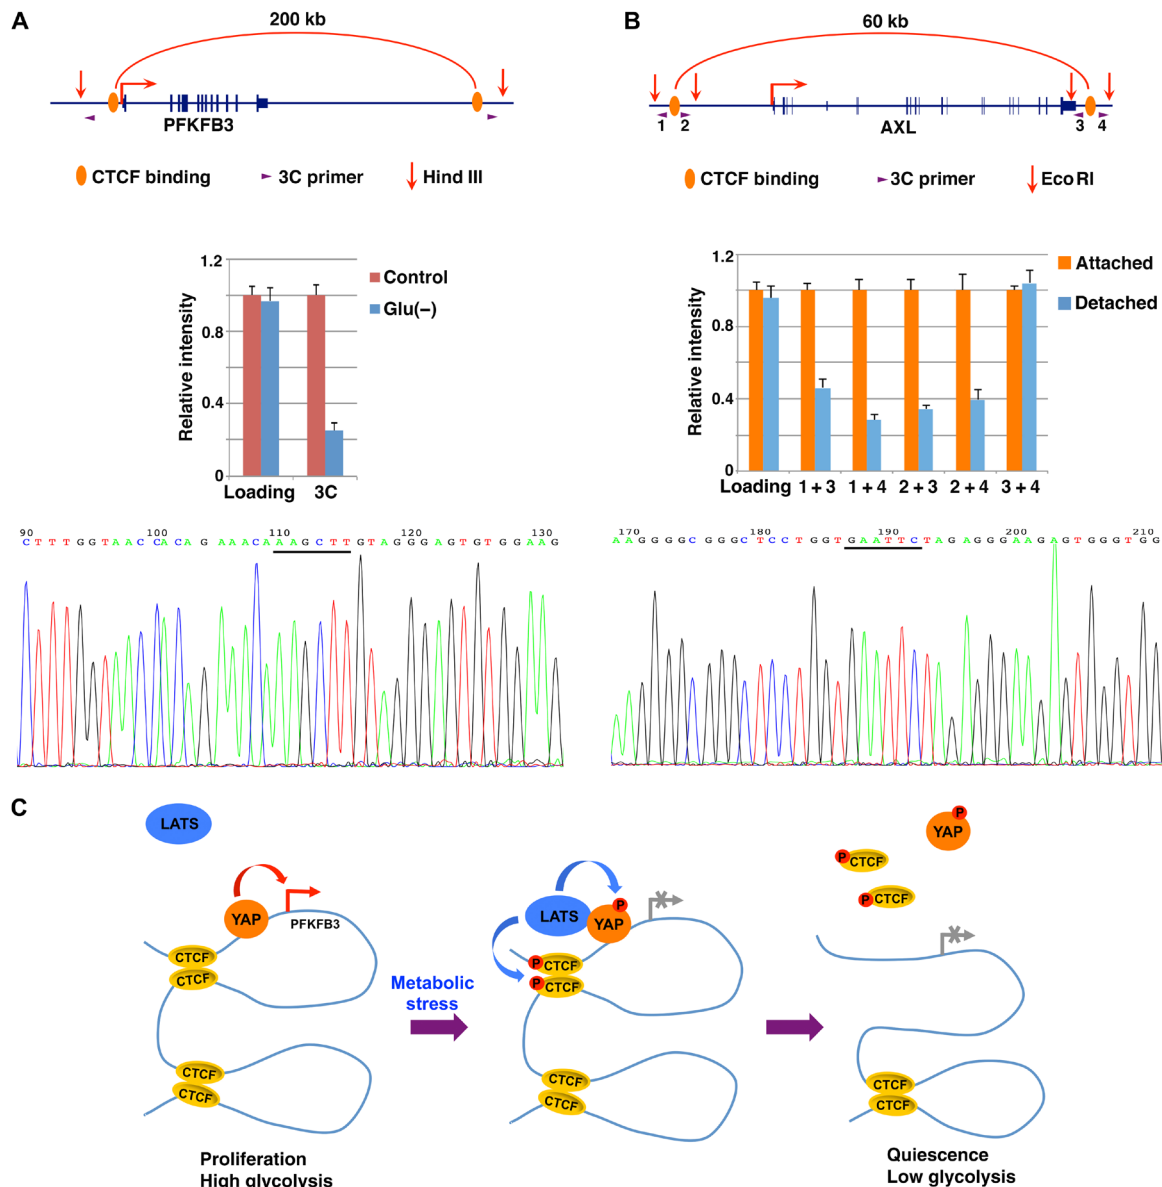 A
200 kb
PFKFB3
CTCF binding
3C primer
Hind III
1.2
0.8
0.4
0
Relative intensity
Control
Glu(−)
Loading 3C
90 100 110 120 130
CTTTGGTAACCACAGAAACAAAGCTTGTAGGGAGTGTGGAAG
B
60 kb
1 2
AXL
3 4
CTCF binding
3C primer
Eco RI
1.2
0.8
0.4
0
Relative intensity
Attached
Detached
Loading 1 + 3 1 + 4 2 + 3 2 + 4 3 + 4
170 180 190 200 210
AAGGGGCGGGCTCCTGGTGAATTCTAGAGGGAAGAGTGGGTGG
C
LATS
YAP
PFKFB3
CTCF
CTCF
CTCF
CTCF
Proliferation
High glycolysis
Metabolic
stress
LATS
YAP
P
P
CTCF
P
CTCF
CTCF
CTCF
P
YAP
P
CTCF
P
CTCF
CTCF
CTCF
Quiescence
Low glycolysis